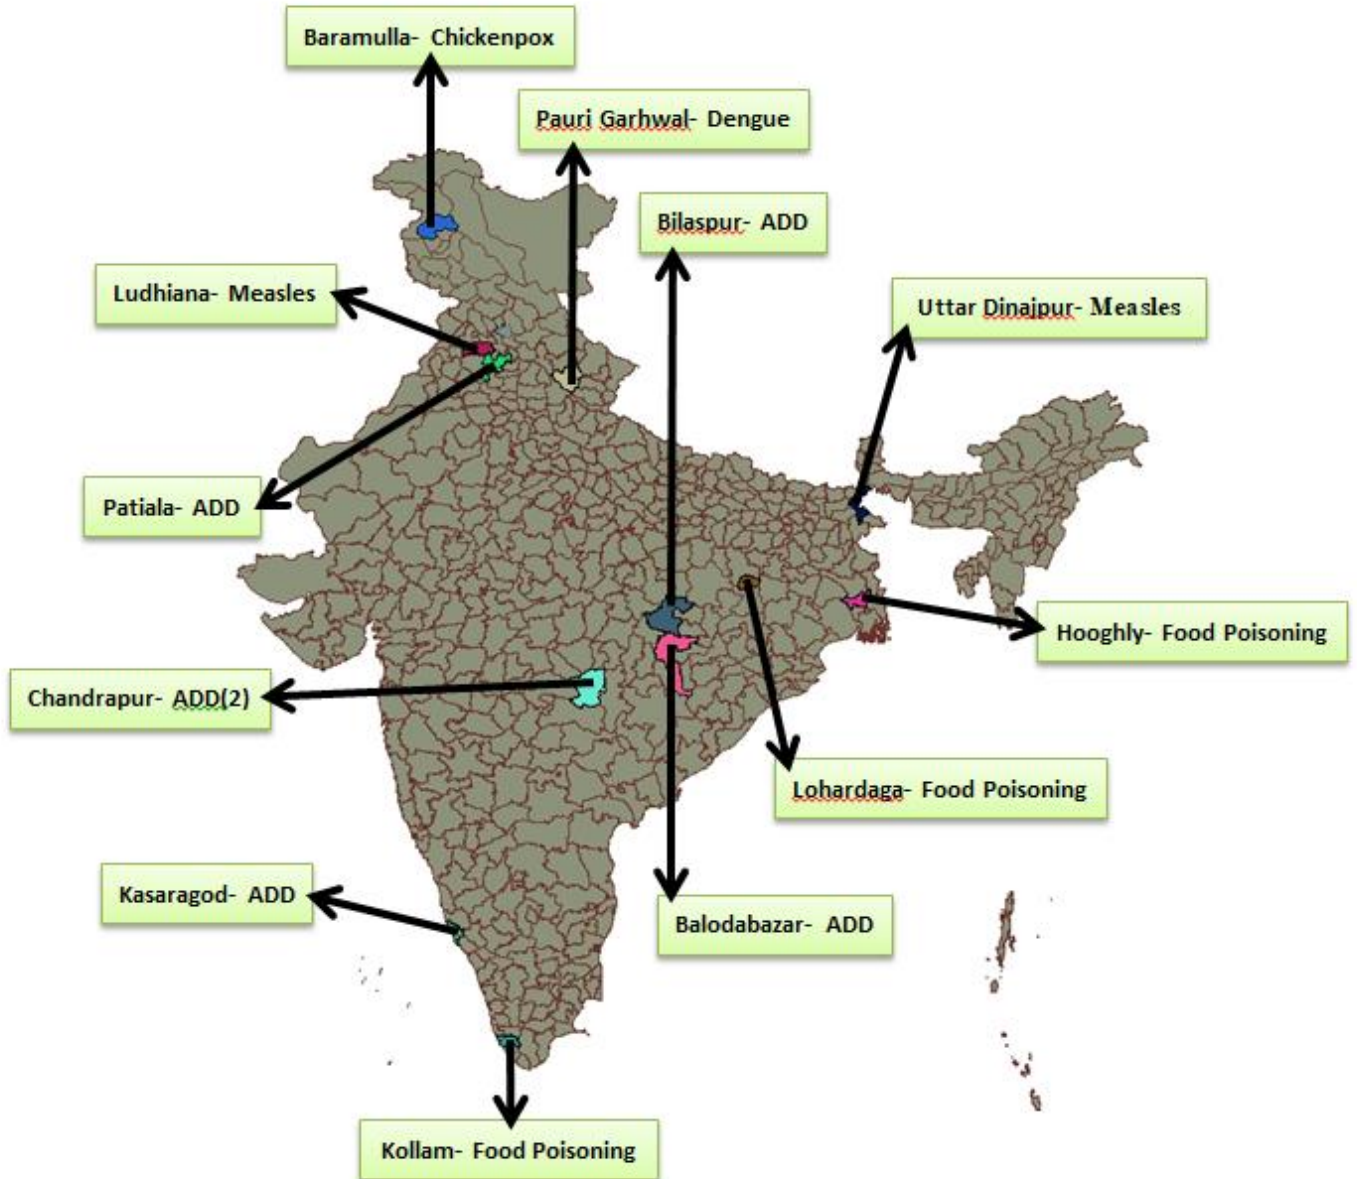 Baramulla- Chickenpox
Pauri Garhwal- Dengue
Bilaspur- ADD
Ludhiana- Measles
Uttar Dinajpur- Measles
Patiala- ADD
Hooghly- Food Poisoning
Chandrapur- ADD(2)
Lohardaga- Food Poisoning
Kasaragod- ADD
Balodabazar- ADD
Kollam- Food Poisoning